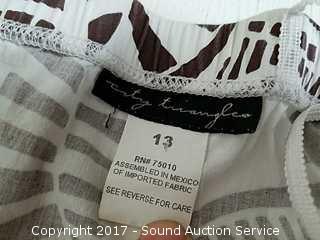 city triangles
13
RN# 75010
ASSEMBLED IN MEXICO
OF IMPORTED FABRIC
SEE REVERSE FOR CARE
Copyright 2017 - Sound Auction Service